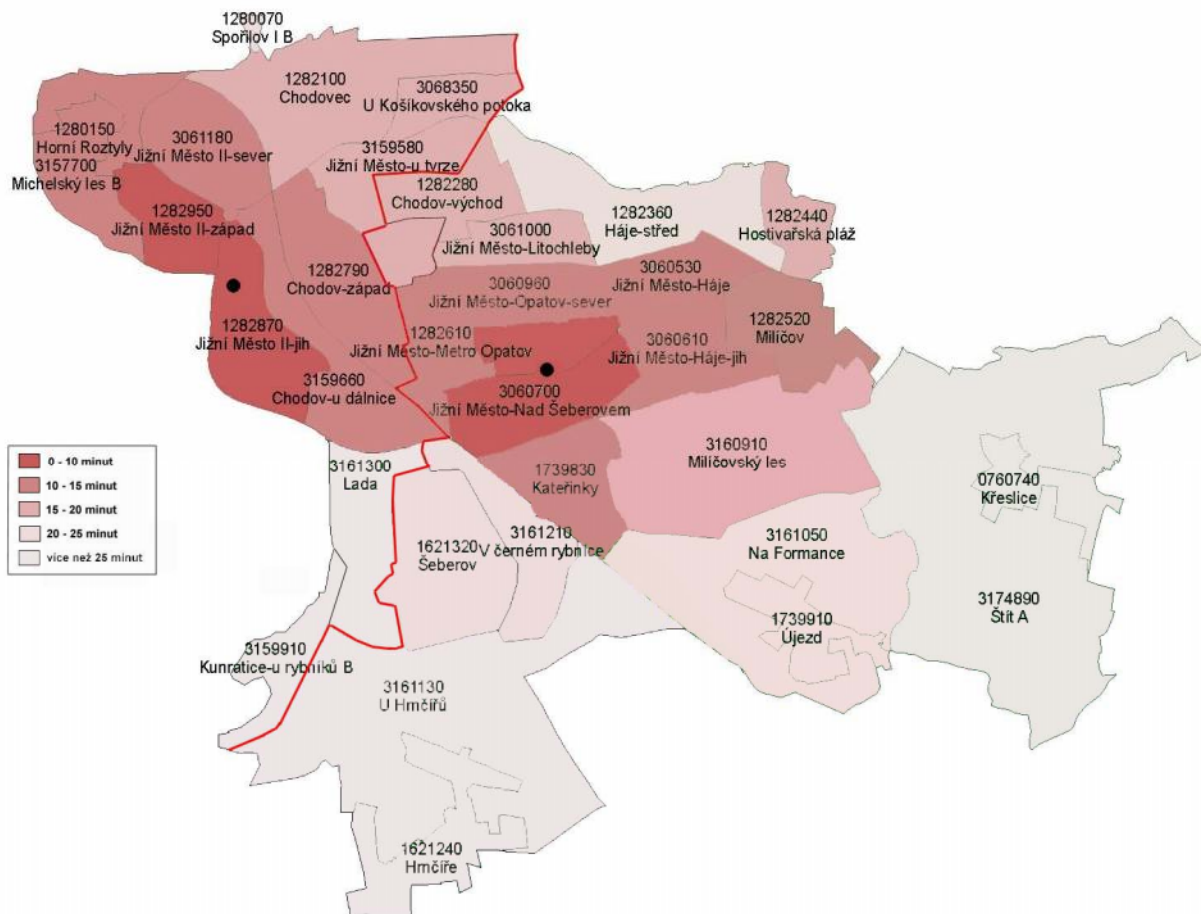 1280070
Spořilov I B
1282100
Chodovec
3068350
U Košíkovského potoka
1280150
Horní Roztyly
3061180
Jižní Město II-sever
3159580
Jižní Město-u tvrze
3157700
Michelský les B
1282280
Chodov-východ
1282950
Jižní Město II-západ
3061000
Jižní Město-Litochleby
1282360
Háje-střed
1282440
Hostivařská pláž
1282790
Chodov-západ
3060960
Jižní Město-Opatov-sever
3060530
Jižní Město-Háje
1282870
Jižní Město II-jih
1282610
Jižní Město-Metro Opatov
3060610
Jižní Město-Háje-jih
1282520
Milíčov
3159660
Chodov-u dálnice
3060700
Jižní Město-Nad Šeberovem
0 - 10 minut
10 - 15 minut
15 - 20 minut
20 - 25 minut
více než 25 minut
3161300
Lada
1739830
Kateřinky
3160910
Milíčovský les
0760740
Křeslice
1621320
Šeberov
3161210
V černém rybnice
3161050
Na Formance
3174890
Štít A
1739910
Újezd
3159910
Kunratice-u rybníků B
3161130
U Hrnčířů
1621240
Hrnčíře